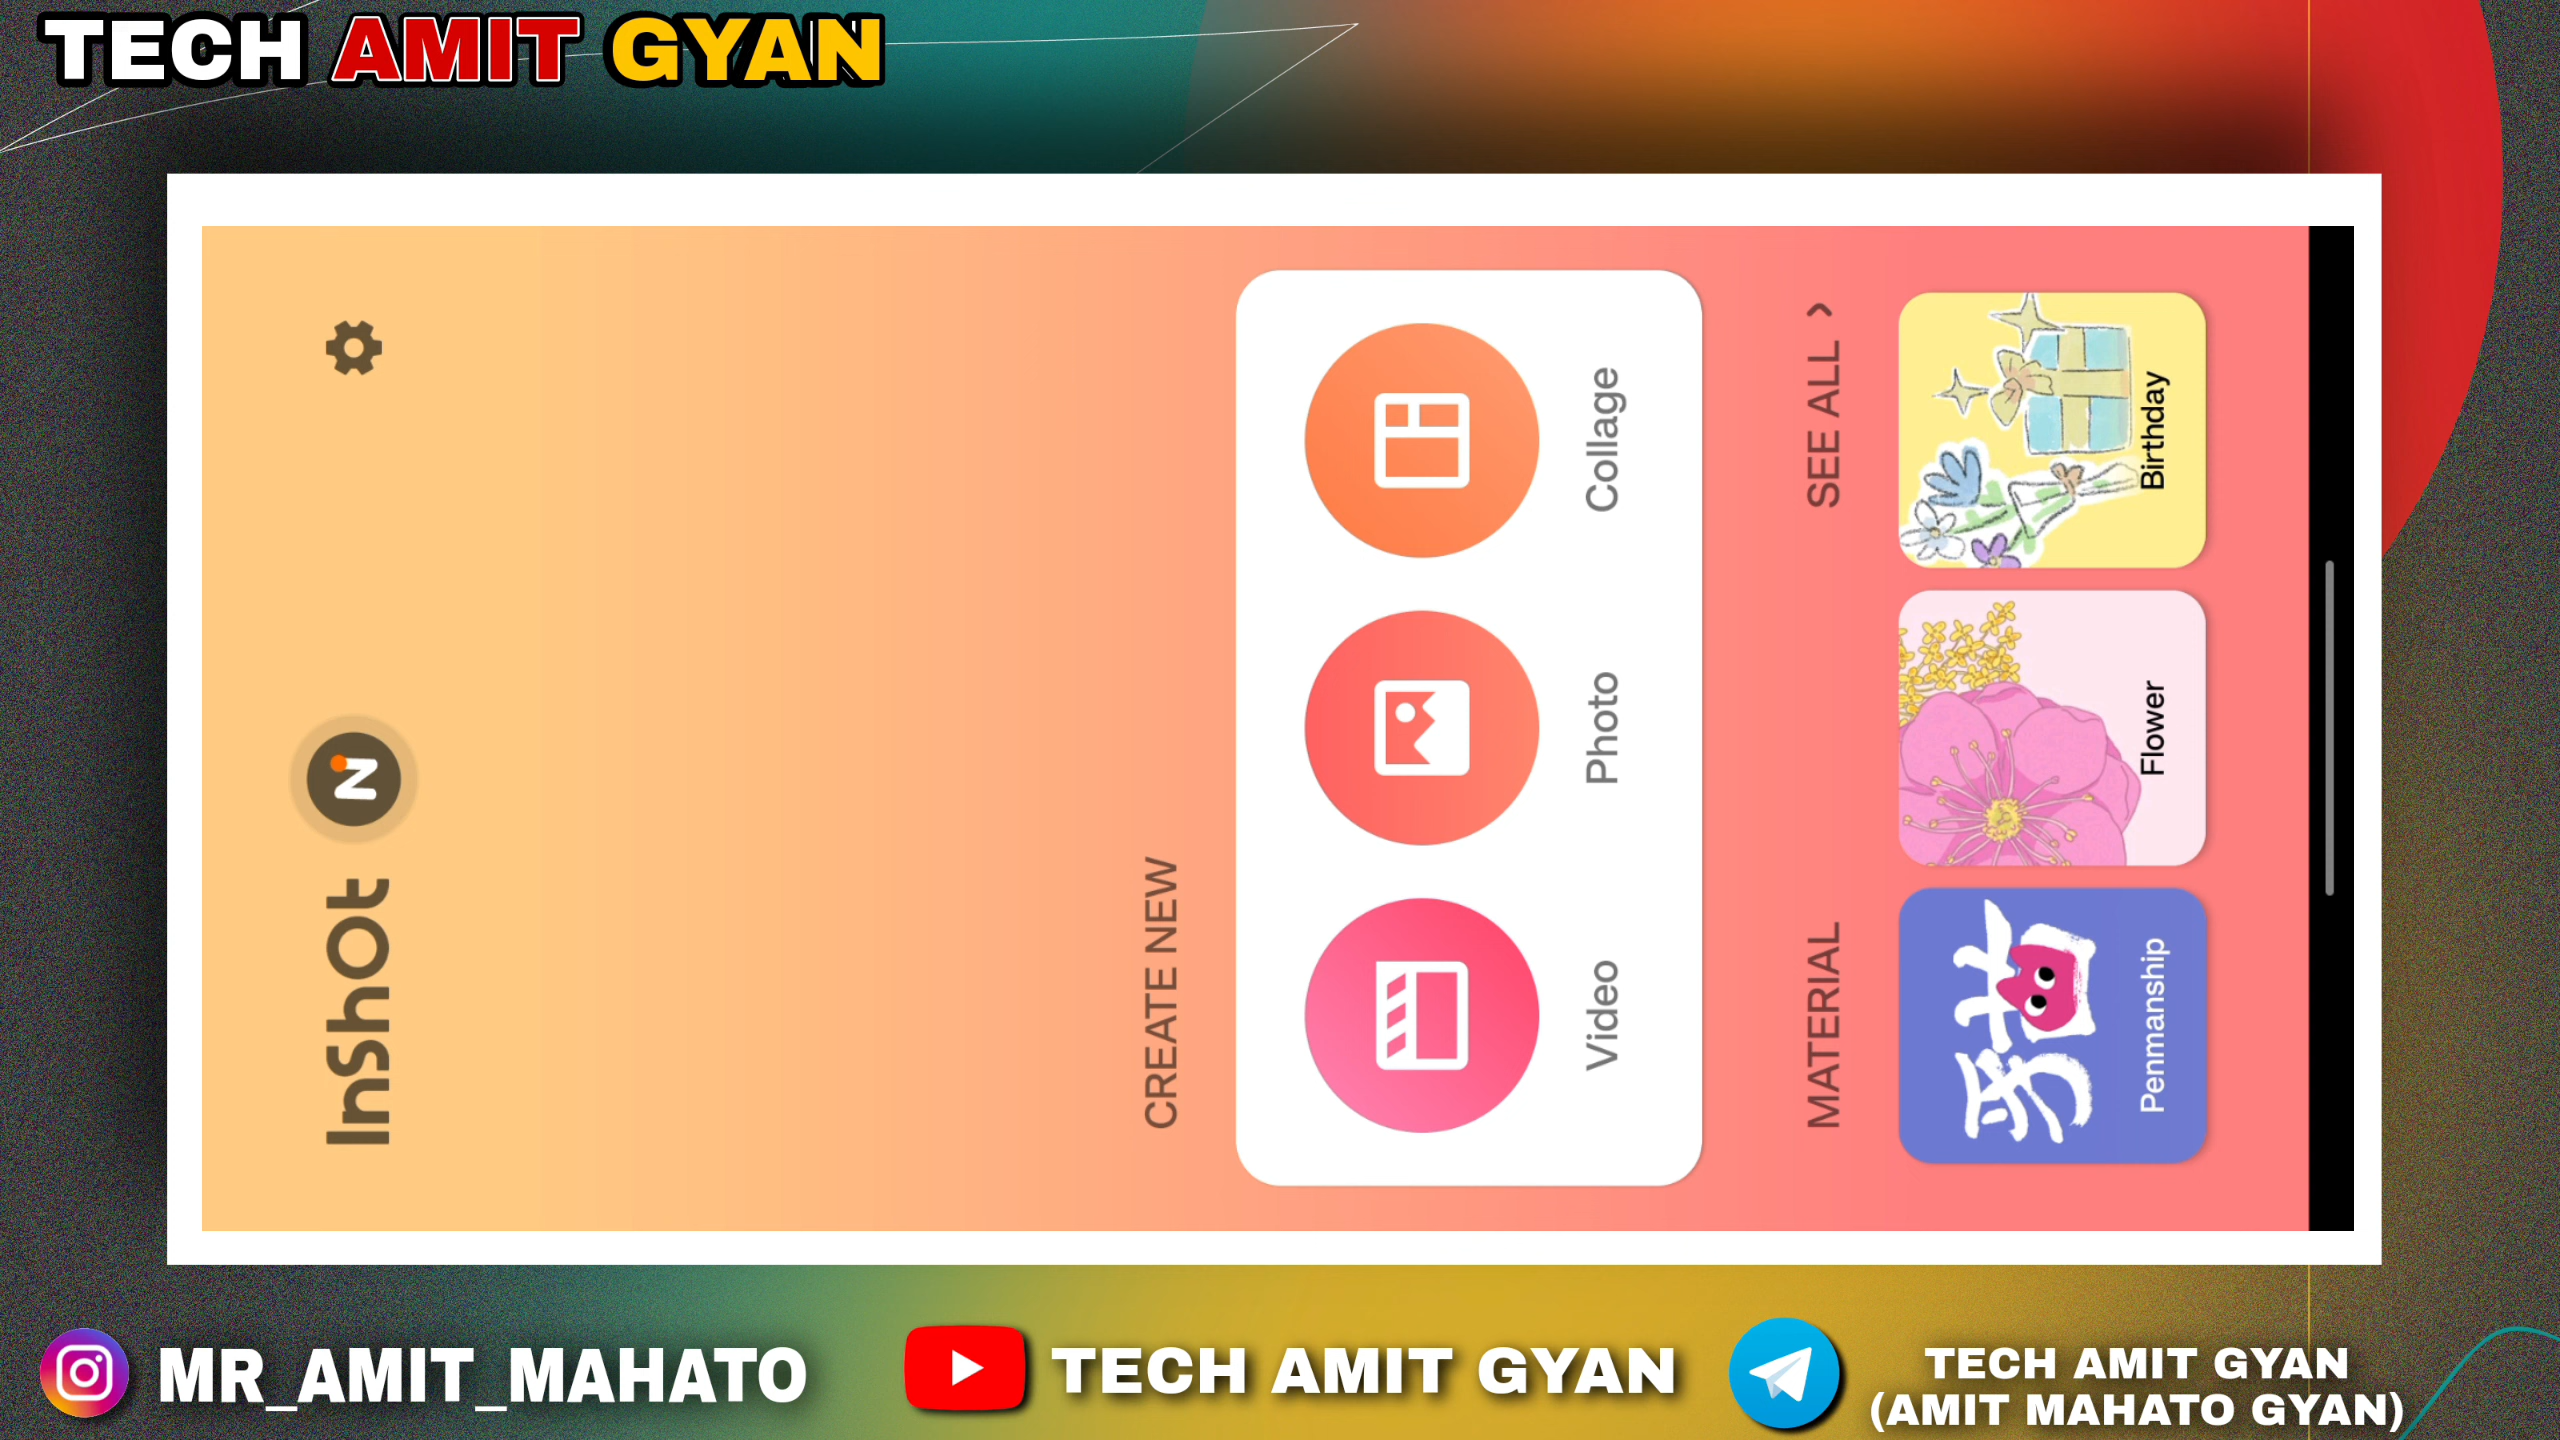 TECH AMIT GYAN
InShOt
N
CREATE NEW
Video
Photo
Collage
MATERIAL
SEE ALL >
Penmanship
Flower
Birthday
MR_AMIT_MAHATO
TECH AMIT GYAN
TECH AMIT GYAN
(AMIT MAHATO GYAN)